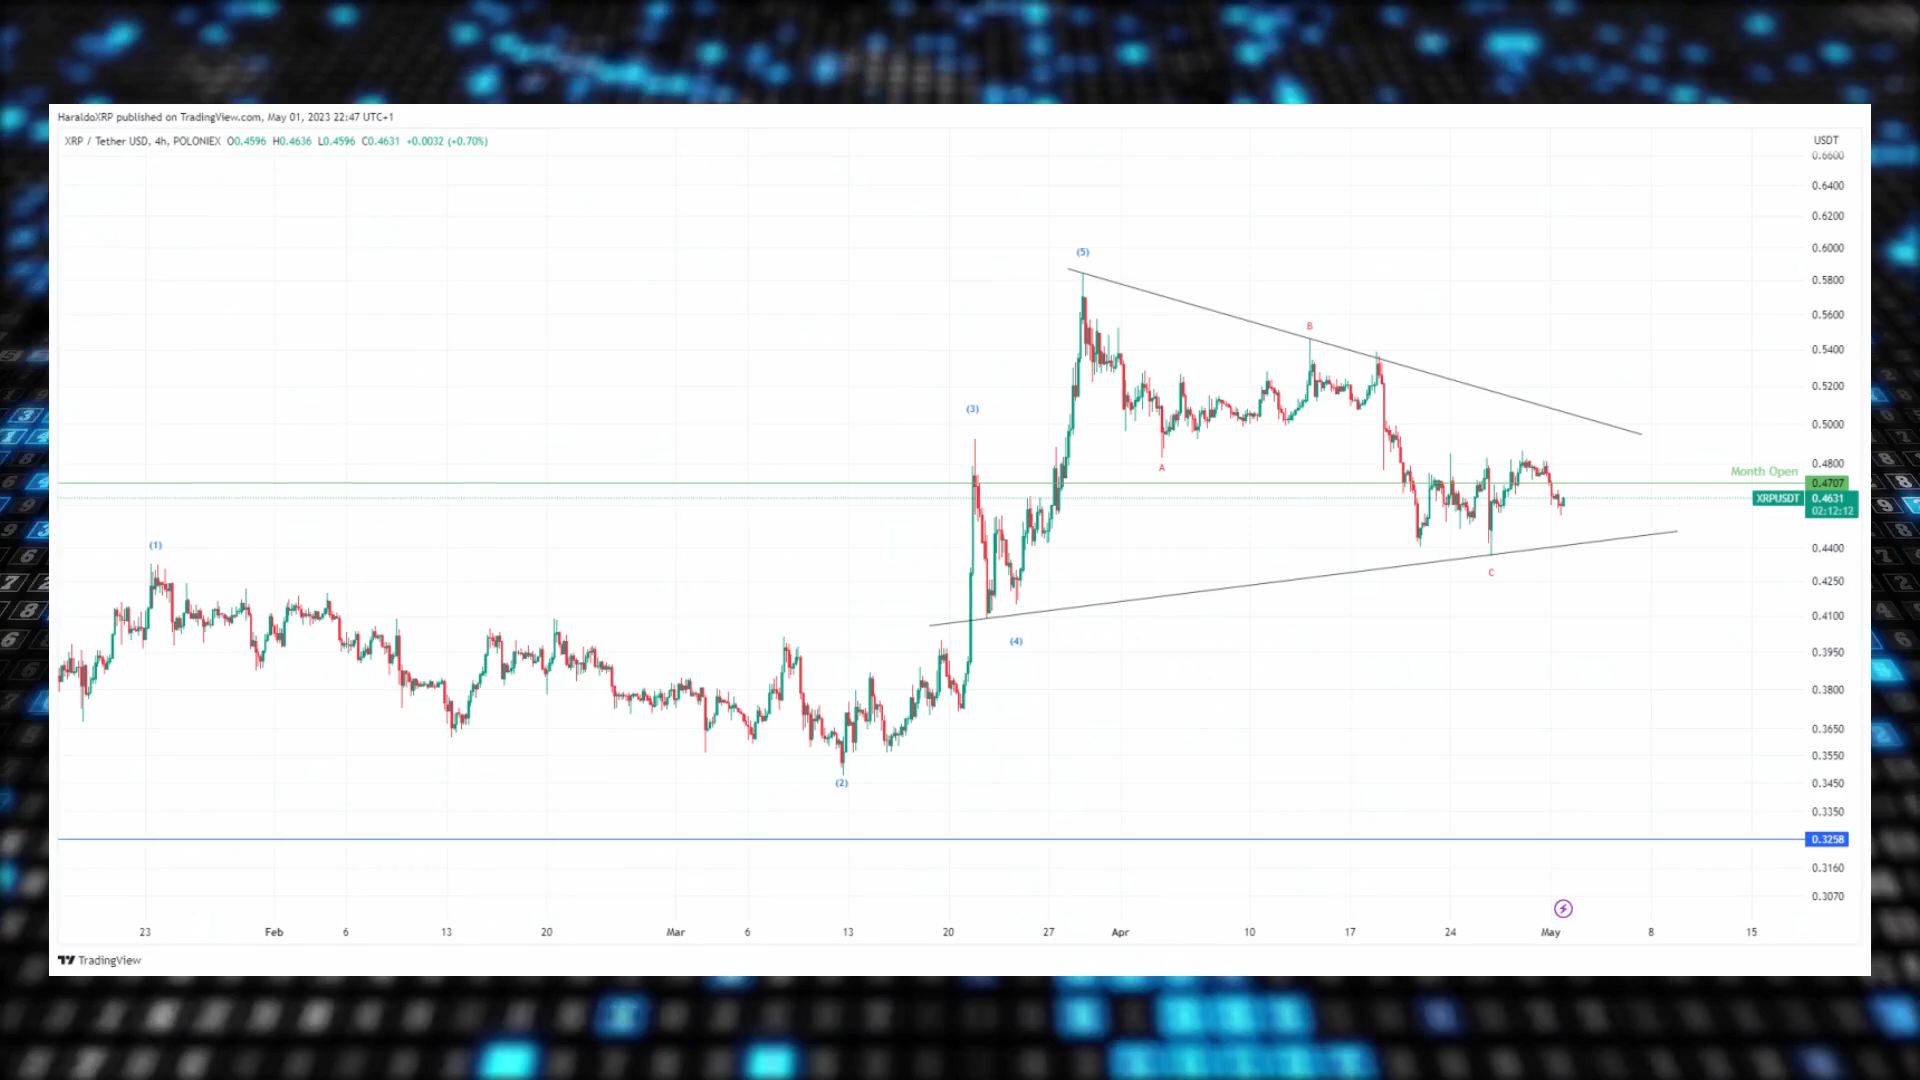 HaraldoXRP published on TradingView.com, May 01, 2023 22:47 UTC+1
XRP / Tether USD, 4h, POLONIEX O0.4596 H0.4636 L0.4596 C0.4631 +0.0032 (+0.70%)
USDT
0.6600
0.6400
0.6200
0.6000
(5)
0.5800
0.5600
B
0.5400
0.5200
(3)
0.5000
A
0.4800
Month Open
0.4707
XRPUSDT 0.4631
02:12:12
(1)
0.4400
C
0.4250
0.4100
(4)
0.3950
0.3800
0.3650
0.3550
(2)
0.3450
0.3350
0.3258
0.3160
0.3070
23 Feb 6 13 20 Mar 6 13 20 27 Apr 10 17 24 May 8 15
TradingView